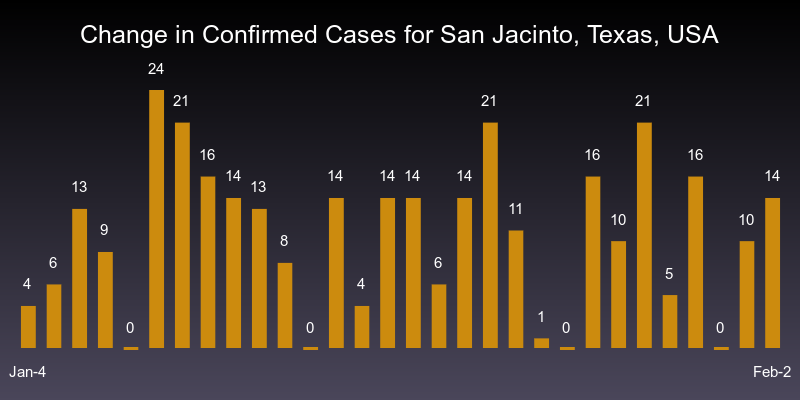 Change in Confirmed Cases for San Jacinto, Texas, USA
4 6 13 9 0 24 21 16 14 13 8 0 14 4 14 14 6 14 21 11 1 0 16 10 21 5 16 0 10 14
Jan-4 Feb-2